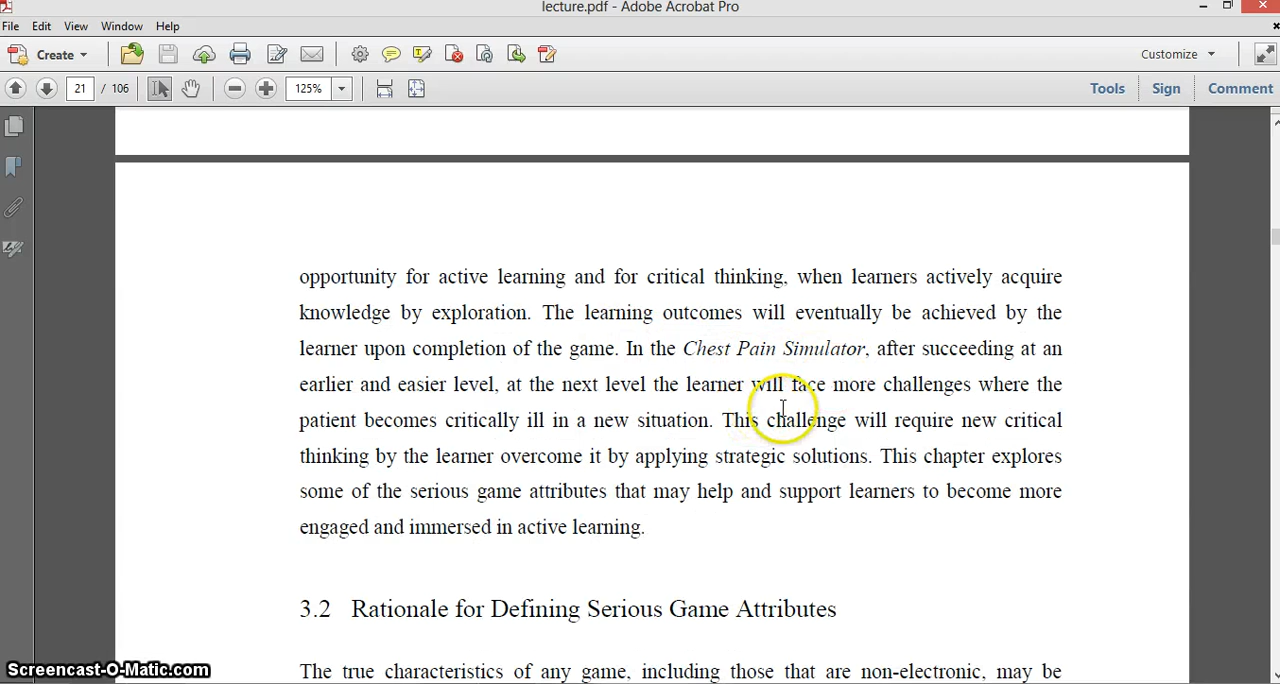 lecture.pdf - Adobe Acrobat Pro
File Edit View Window Help
Create Customize
21 / 106 125% Tools Sign Comment
opportunity for active learning and for critical thinking, when learners actively acquire
knowledge by exploration. The learning outcomes will eventually be achieved by the
learner upon completion of the game. In the Chest Pain Simulator, after succeeding at an
earlier and easier level, at the next level the learner will face more challenges where the
patient becomes critically ill in a new situation. This challenge will require new critical
thinking by the learner overcome it by applying strategic solutions. This chapter explores
some of the serious game attributes that may help and support learners to become more
engaged and immersed in active learning.
3.2 Rationale for Defining Serious Game Attributes
The true characteristics of any game, including those that are non-electronic, may be
Screencast-O-Matic.com